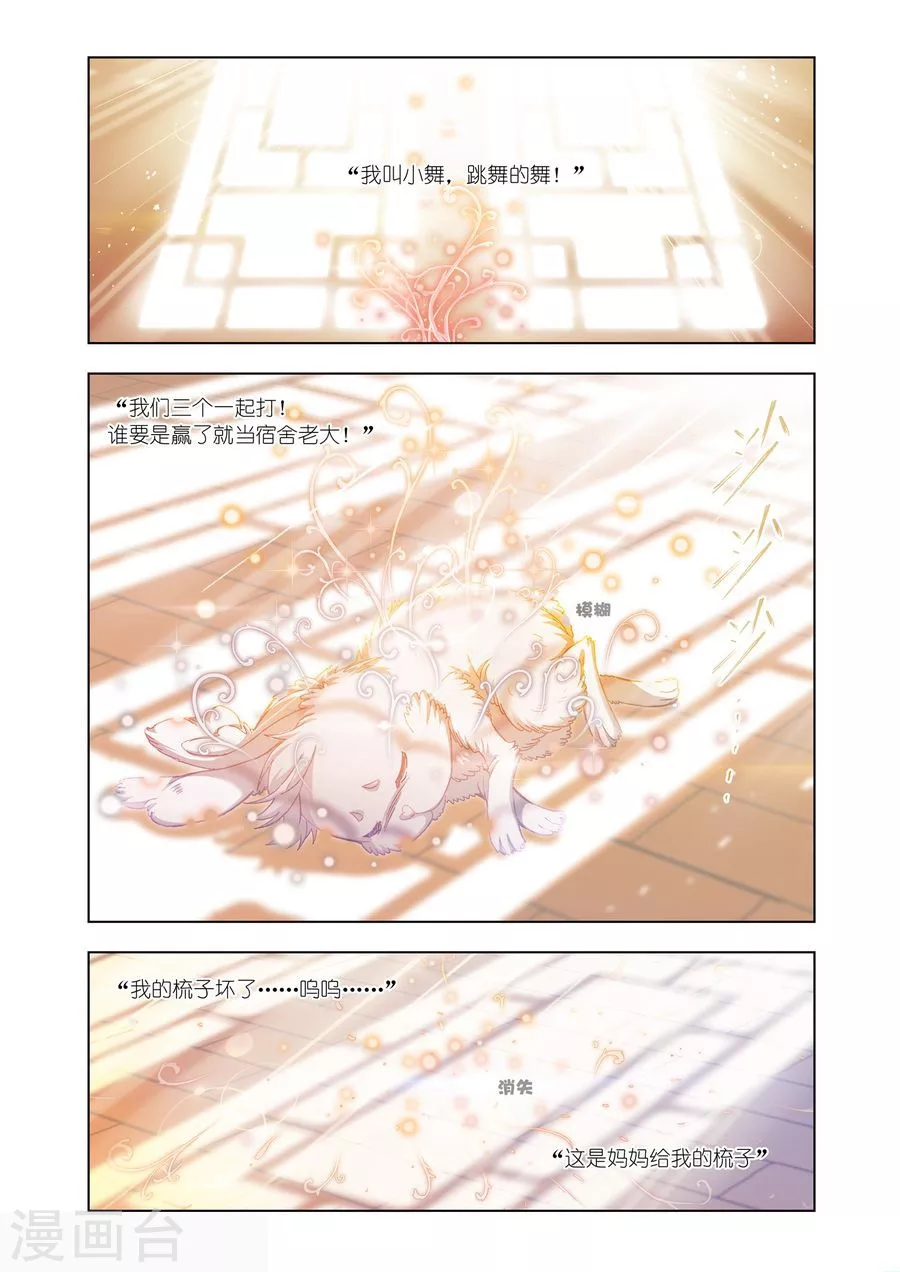 “我叫小舞，跳舞的舞！”
“我们三个一起打！
谁要是赢了就当宿舍老大！”
沙
沙
沙
模糊
“我的梳子坏了……呜呜……”
消失
“这是妈妈给我的梳子”
漫画台